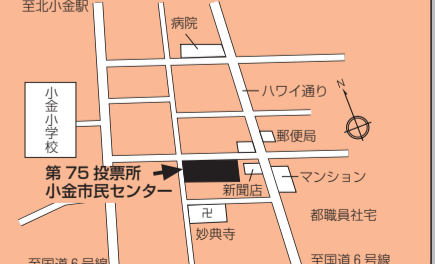 至北小金駅
病院
ハワイ通り
N
小金小学校
郵便局
第75投票所
小金市民センター
新聞店
マンション
卍
都職員社宅
妙典寺
至国道6号線
至国道6号線